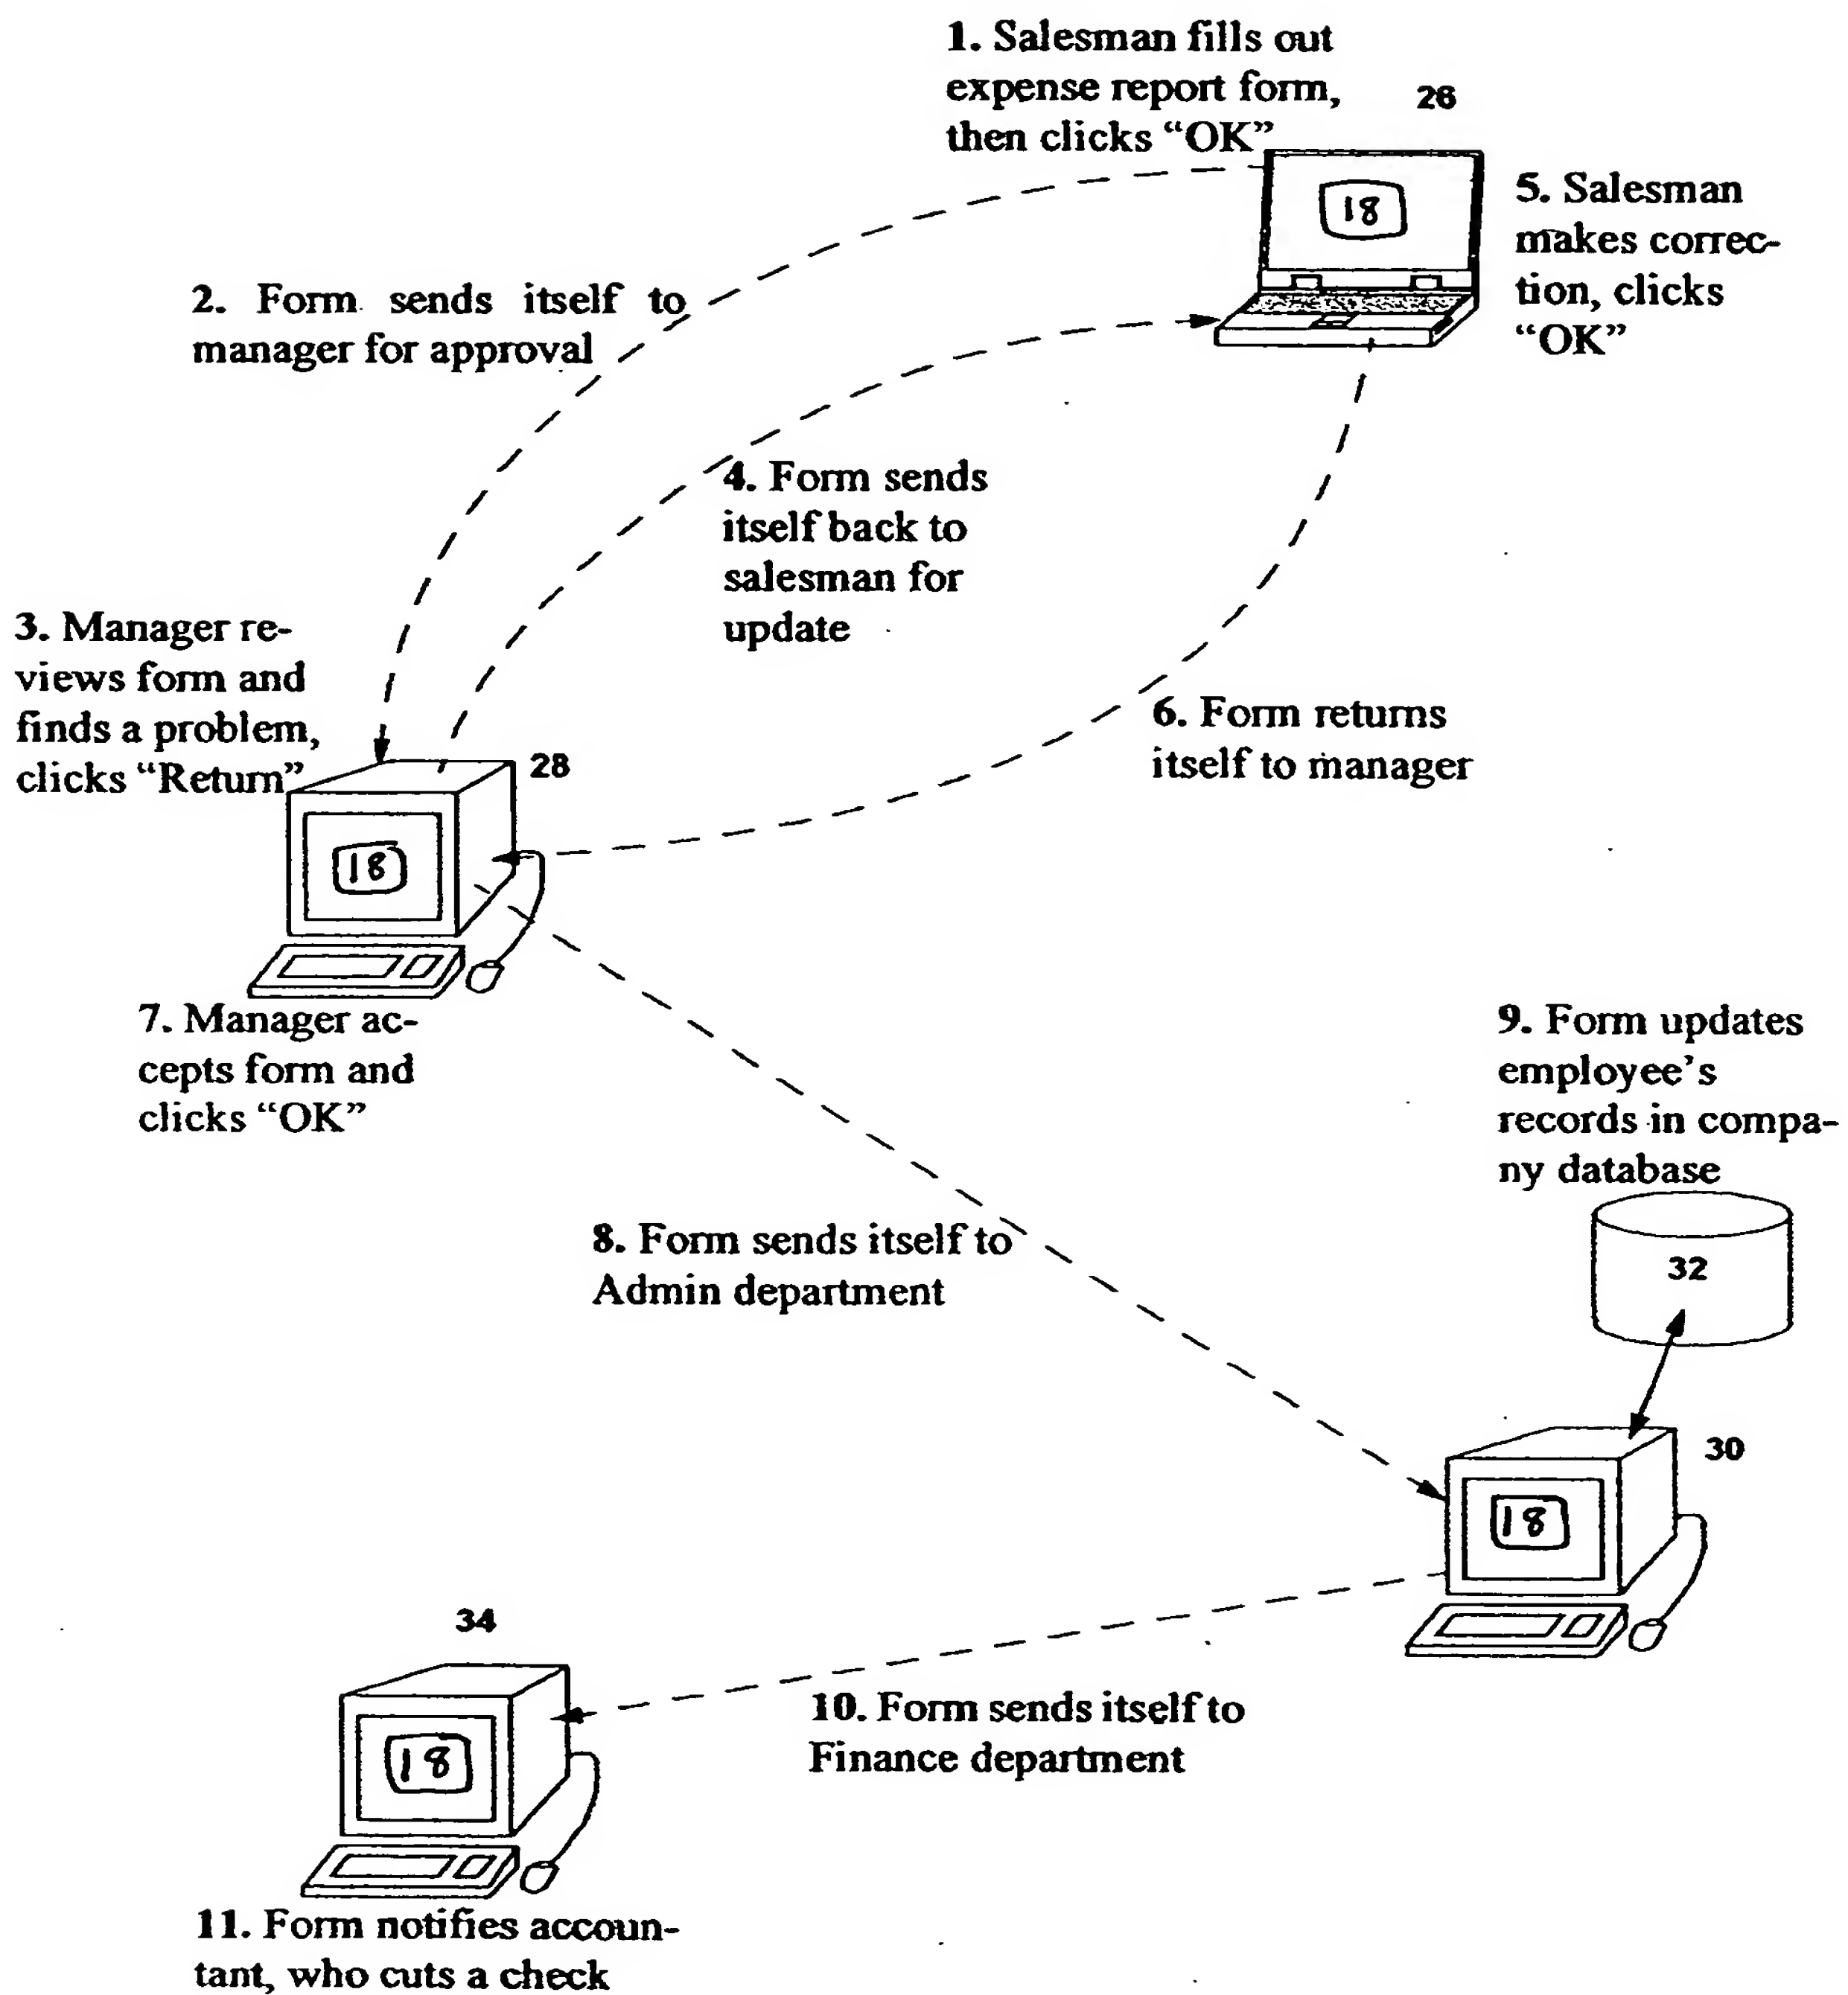 1. Salesman fills out
expense report form,
then clicks “OK”
26
18
5. Salesman
makes correc-
tion, clicks
“OK”
2. Form sends itself to
manager for approval
4. Form sends
itself back to
salesman for
update
3. Manager re-
views form and
finds a problem,
clicks “Return”
28
18
6. Form returns
itself to manager
7. Manager ac-
cepts form and
clicks “OK”
9. Form updates
employee’s
records in compa-
ny database
32
8. Form sends itself to
Admin department
30
18
34
18
10. Form sends itself to
Finance department
11. Form notifies accoun-
tant, who cuts a check